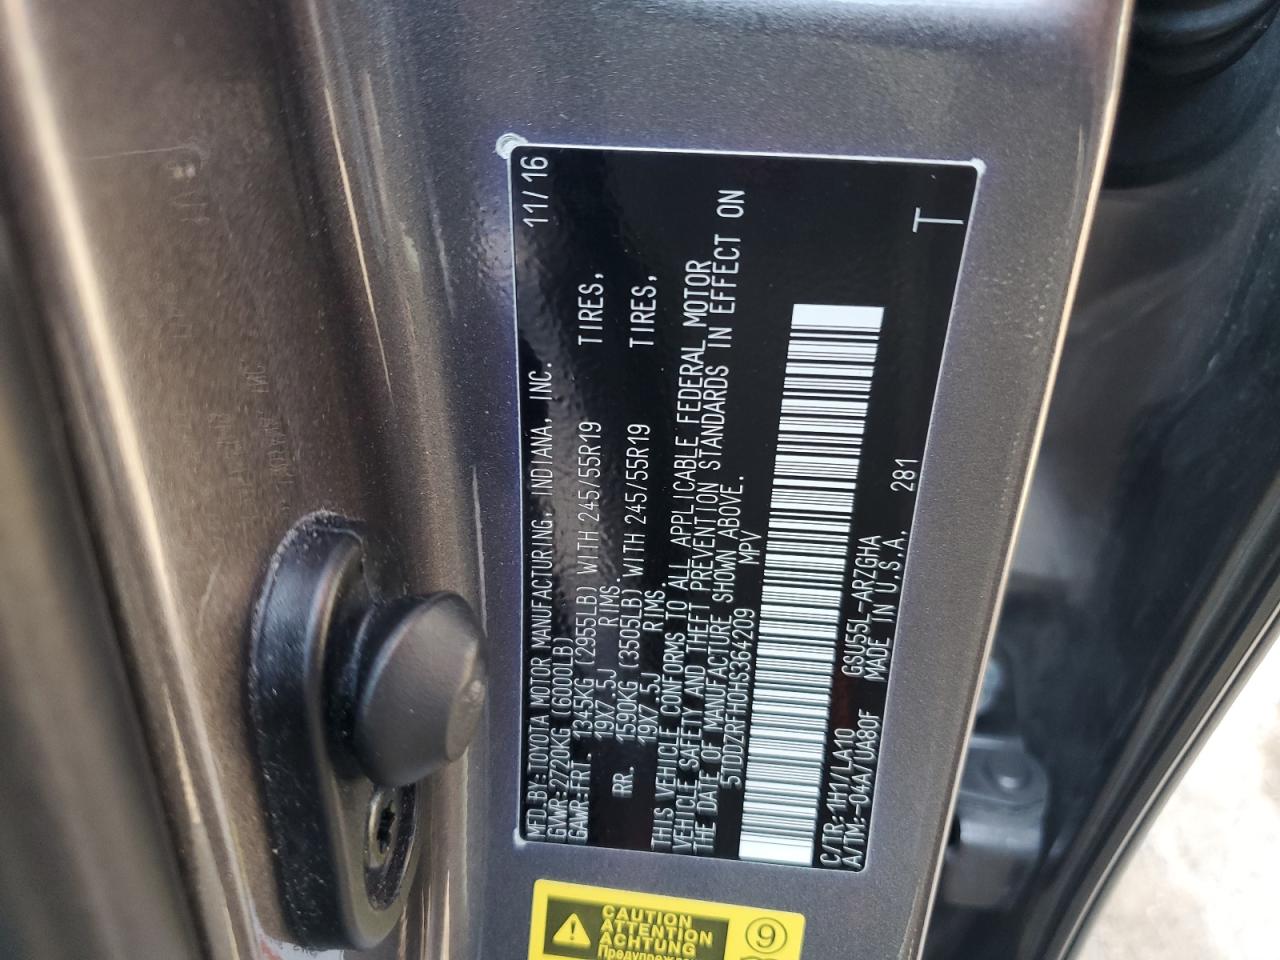 MFD.BY:TOYOTA MOTOR MANUFACTURING, INDIANA, INC. 11/16
GVWR:2720KG (6000LB)
GAWR:FRT. 1345KG (2955LB) WITH 245/55R19 TIRES,
19X7.5J RIMS.
RR. 1590KG (3505LB) WITH 245/55R19 TIRES,
19X7.5J RIMS.
THIS VEHICLE CONFORMS TO ALL APPLICABLE FEDERAL MOTOR
VEHICLE SAFETY AND THEFT PREVENTION STANDARDS IN EFFECT ON
THE DATE OF MANUFACTURE SHOWN ABOVE.
5TDDZRFH0HS364209 MPV
C/TR:1H1/LA10 GSU55L-ARZGHA
A/TM:-04A/UA80F MADE IN U.S.A. 281 T
CAUTION
ATTENTION
ACHTUNG
9